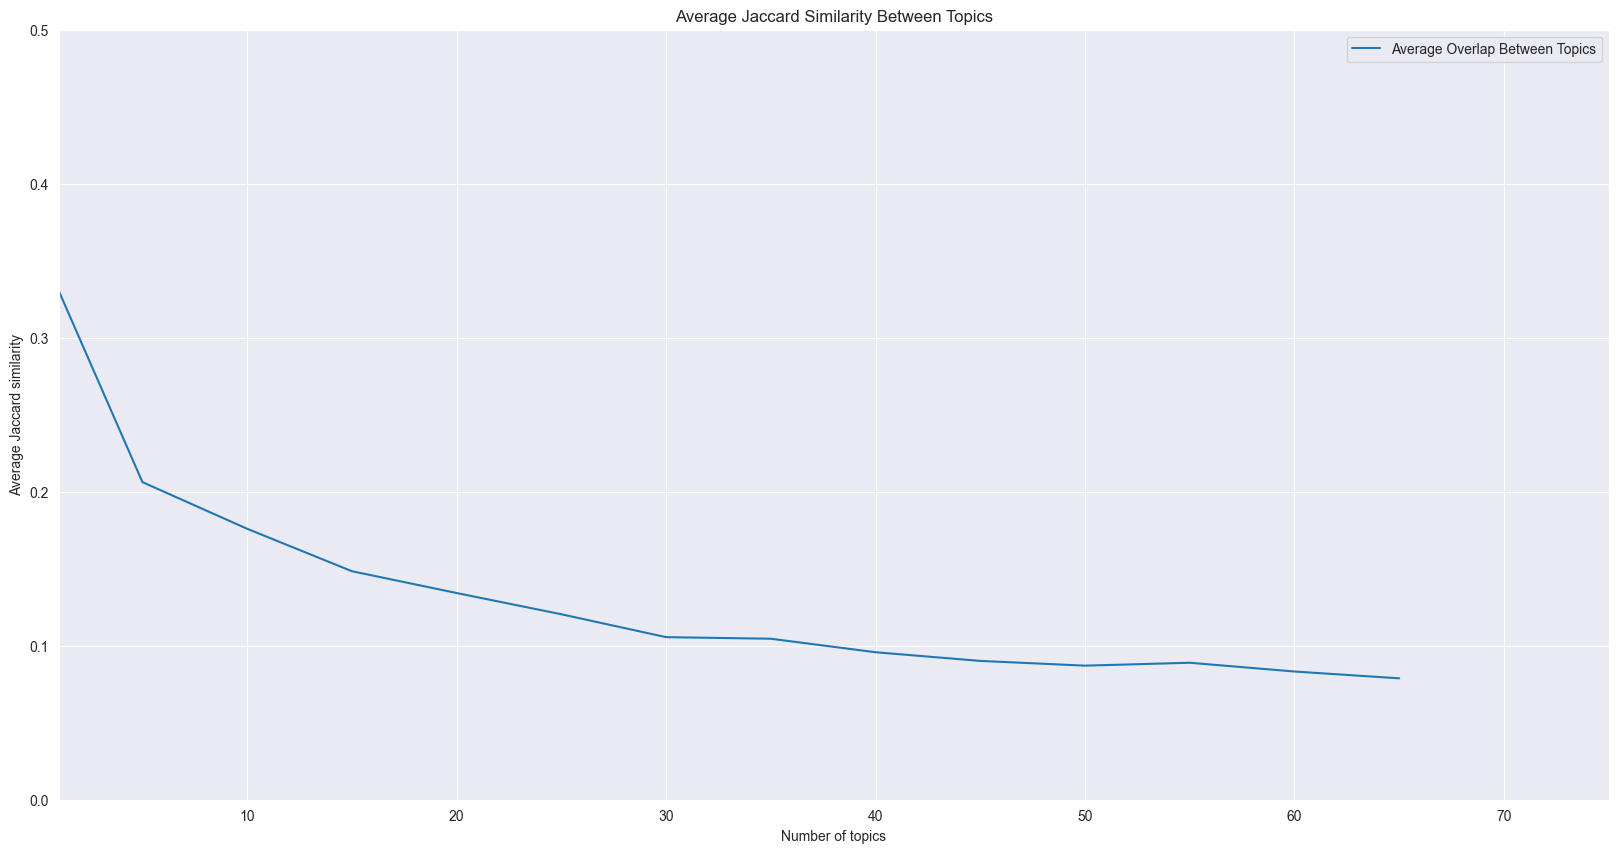 Average Jaccard Similarity Between Topics
Average Overlap Between Topics
Average Jaccard similarity
0.5
0.4
0.3
0.2
0.1
0.0
10 20 30 40 50 60 70
Number of topics